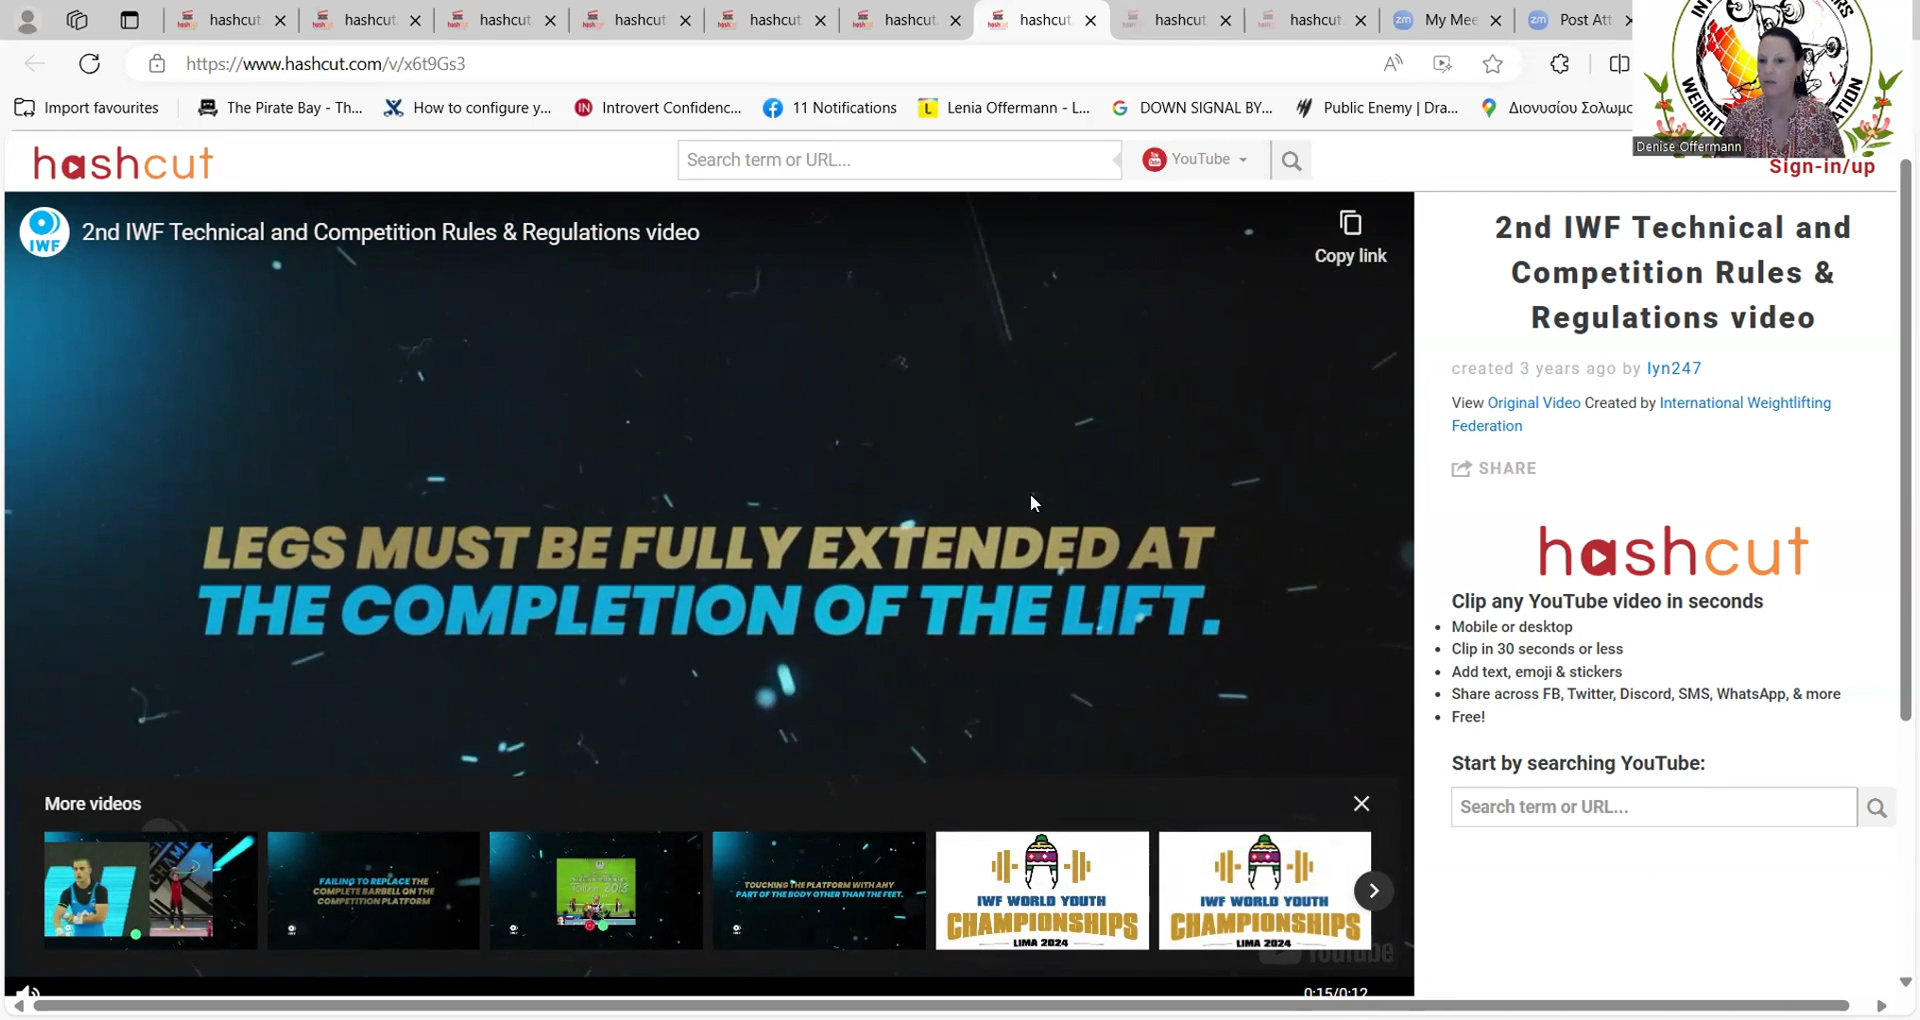 hashcut
hashcut
hashcut
hashcut
hashcut
hashcut
hashcut
hashcut
hashcut
zm My Mee
zm Post Att
https://www.hashcut.com/v/x6t9Gs3
Import favourites
The Pirate Bay - Th...
How to configure y...
IN Introvert Confidenc...
11 Notifications
L Lenia Offermann - L...
DOWN SIGNAL BY...
Public Enemy | Dra...
Διονυσίου Σολωμο
Denise Offermann
hashcut
Search term or URL...
YouTube
Sign-in/up
IWF
2nd IWF Technical and Competition Rules & Regulations video
Copy link
LEGS MUST BE FULLY EXTENDED AT
THE COMPLETION OF THE LIFT.
More videos
FAILING TO REPLACE THE
COMPLETE BARBELL ON THE
COMPETITION PLATFORM
TOUCHING THE PLATFORM WITH ANY
PART OF THE BODY OTHER THAN THE FEET.
IWF WORLD YOUTH
CHAMPIONSHIPS
LIMA 2024
IWF WORLD YOUTH
CHAMPIONSHIPS
LIMA 2024
YouTube
0:15/0:12
2nd IWF Technical and
Competition Rules &
Regulations video
created 3 years ago by lyn247
View Original Video Created by International Weightlifting
Federation
SHARE
hashcut
Clip any YouTube video in seconds
Mobile or desktop
Clip in 30 seconds or less
Add text, emoji & stickers
Share across FB, Twitter, Discord, SMS, WhatsApp, & more
Free!
Start by searching YouTube:
Search term or URL...